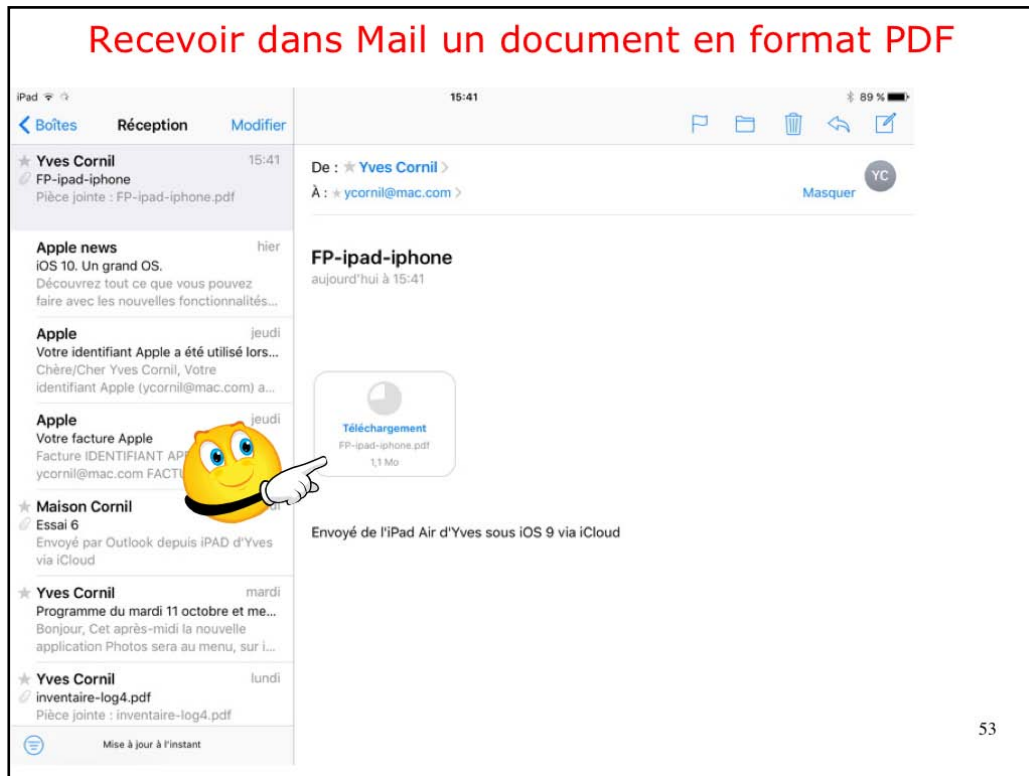 Recevoir dans Mail un document en format PDF
iPad
15:41
89 %
Boîtes
Réception
Modifier
Yves Cornil
15:41
FP-ipad-iphone
Pièce jointe : FP-ipad-iphone.pdf
Apple news
hier
iOS 10. Un grand OS.
Découvrez tout ce que vous pouvez
faire avec les nouvelles fonctionnalités...
Apple
jeudi
Votre identifiant Apple a été utilisé lors...
Chère/Cher Yves Cornil, Votre
identifiant Apple (ycornil@mac.com) a...
Apple
jeudi
Votre facture Apple
Facture IDENTIFIANT
ycornil@mac.com
Maison Cornil
Essai 6
Envoyé par Outlook depuis iPAD d'Yves
via iCloud
Yves Cornil
mardi
Programme du mardi 11 octobre et me...
Bonjour, Cet après-midi la nouvelle
application Photos sera au menu, sur i...
Yves Cornil
lundi
inventaire-log4.pdf
Pièce jointe : inventaire-log4.pdf
Mise à jour à l'instant
De : Yves Cornil
YC
À : ycornil@mac.com
Masquer
FP-ipad-iphone
aujourd'hui à 15:41
Téléchargement
FP-ipad-iphone.pdf
1,1 Mo
Envoyé de l'iPad Air d'Yves sous iOS 9 via iCloud
53